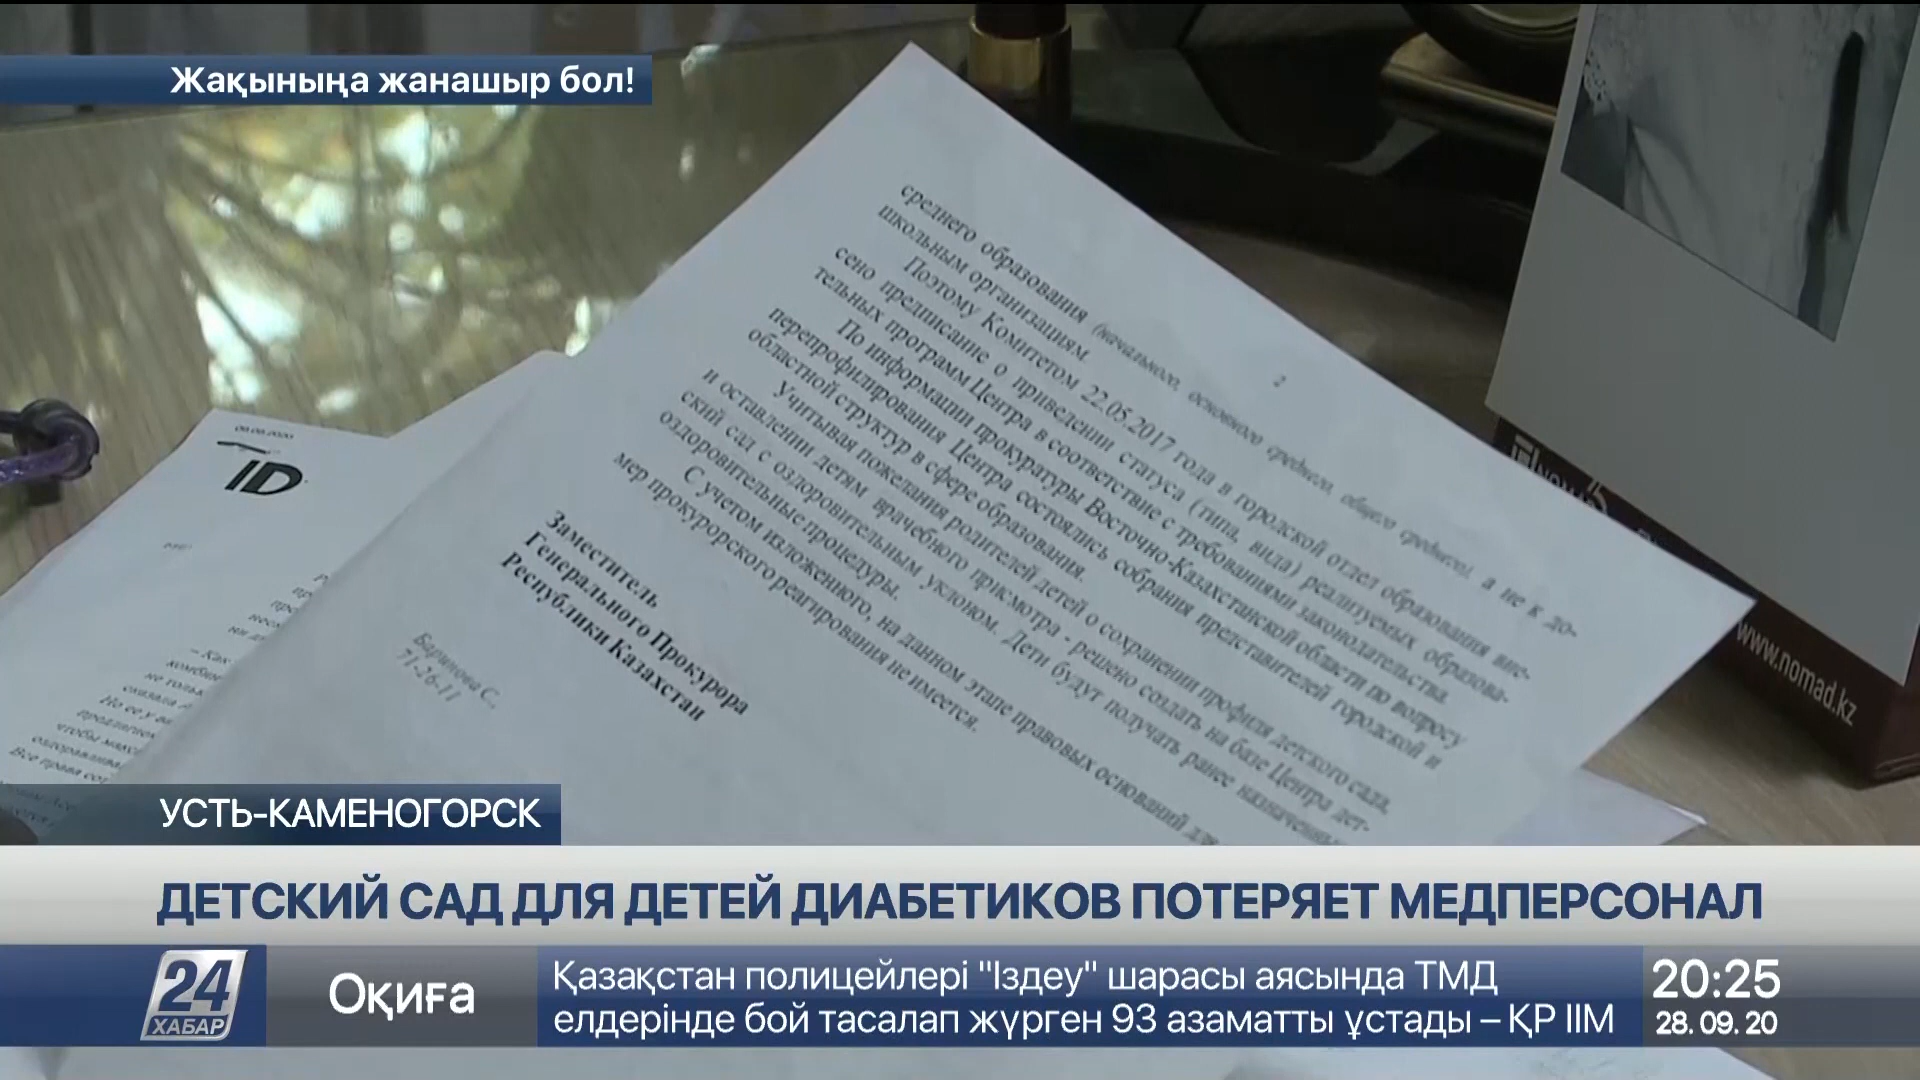 Жақыныңа жанашыр бол!
2
среднего образования (начального, основного среднего, общего среднего), а не к до-
школьным организациям.
Поэтому Комитетом 22.05.2017 года в городской отдел образования вне-
сено предписание о приведении статуса (типа, вида) реализуемых образова-
тельных программ Центра в соответствие с требованиями законодательства.
По информации прокуратуры Восточно-Казахстанской области по вопросу
перепрофилирования Центра состоялись собрания представителей городской и
областной структур в сфере образования.
Учитывая пожелания родителей детей о сохранении профиля детского сада,
и оставлении детям врачебного присмотра - решено создать на базе Центра дет-
ский сад с оздоровительным уклоном. Дети будут получать ранее назначенные
оздоровительные процедуры.
С учетом изложенного, на данном этапе правовых оснований для
мер прокурорского реагирования не имеется.
Заместитель
Генерального Прокурора
Республики Казахстан
Баринова С.,
71-26-11
ID
www.nomad.kz
УСТЬ-КАМЕНОГОРСК
ДЕТСКИЙ САД ДЛЯ ДЕТЕЙ ДИАБЕТИКОВ ПОТЕРЯЕТ МЕДПЕРСОНАЛ
24
ХАБАР
Оқиға
Қазақстан полицейлері "Іздеу" шарасы аясында ТМД
елдерінде бой тасалап жүрген 93 азаматты ұстады – ҚР ІІМ
20:25
28. 09. 20